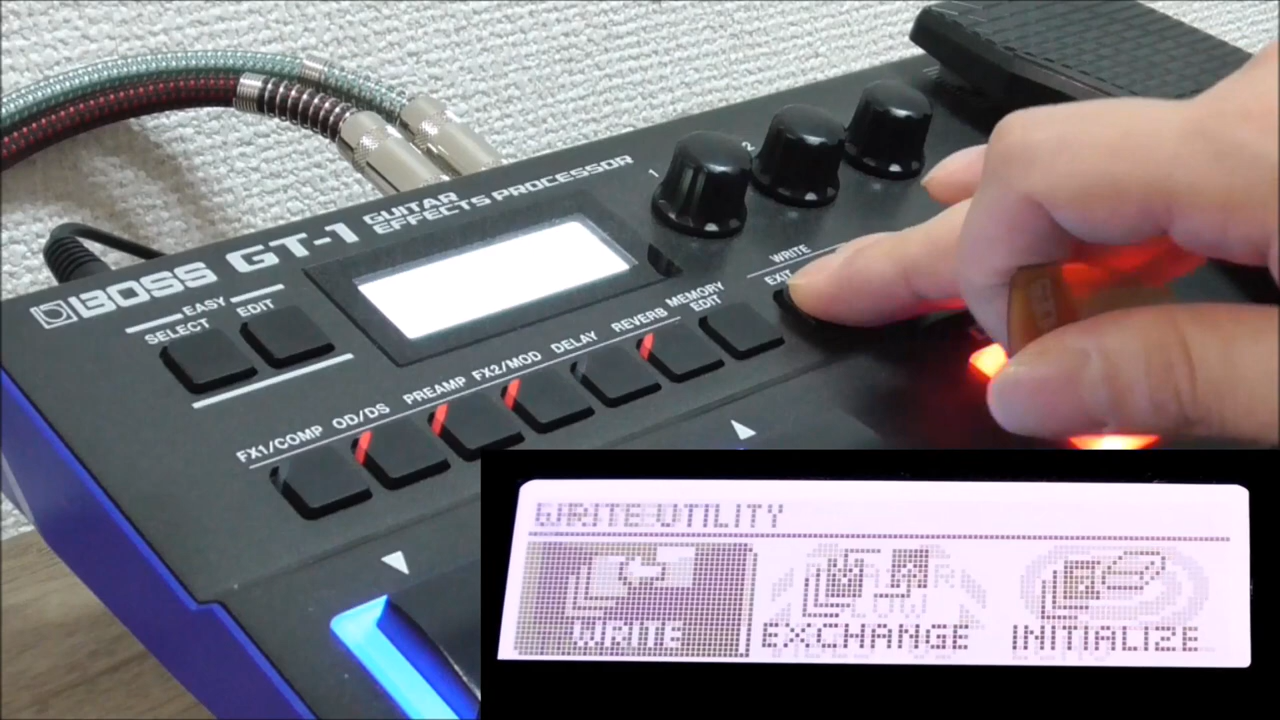 BOSS GT-1 GUITAR
EFFECTS PROCESSOR
1
2
EASY
SELECT
EDIT
WRITE
EXIT
FX1/COMP
OD/DS
PREAMP
FX2/MOD
DELAY
REVERB
MEMORY
EDIT
WRITE UTILITY
WRITE
EXCHANGE
INITIALIZE